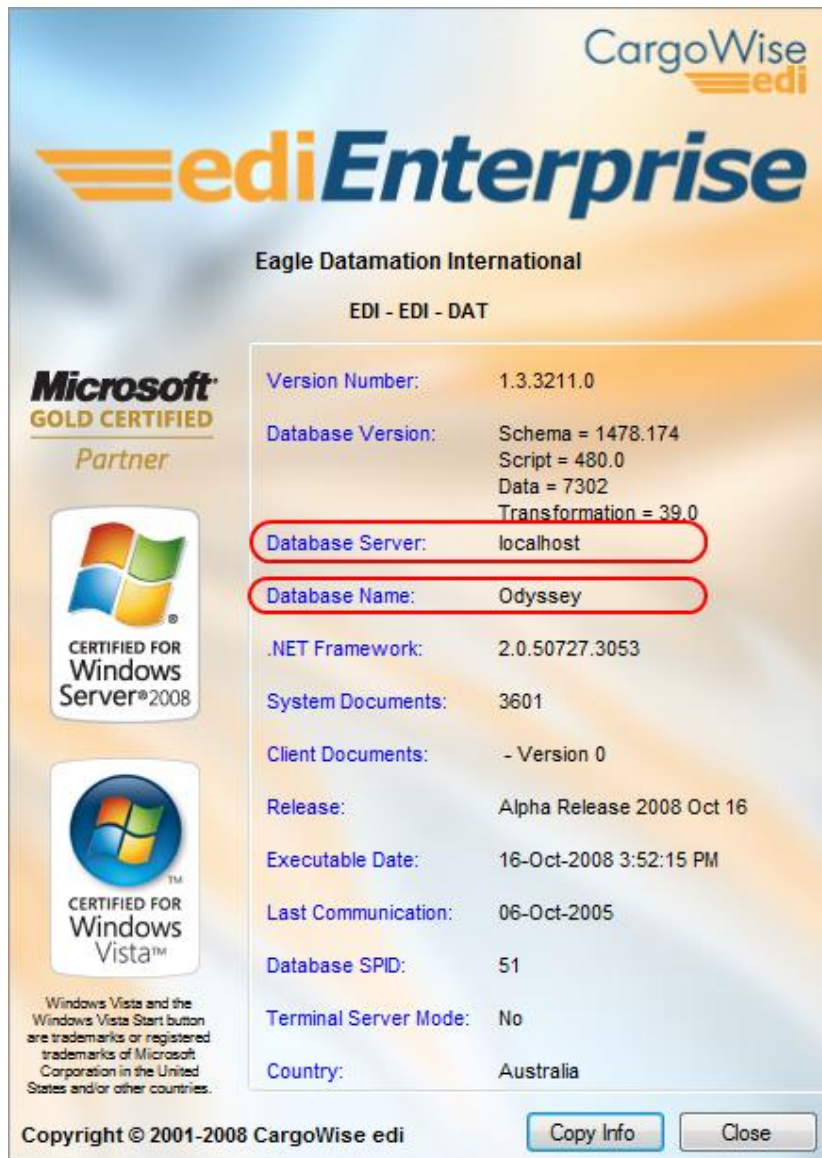 CargoWise
edi
ediEnterprise
Eagle Datamation International
EDI - EDI - DAT
Microsoft
GOLD CERTIFIED
Partner
CERTIFIED FOR
Windows
Server®2008
CERTIFIED FOR
Windows
Vista™
Windows Vista and the
Windows Vista Start button
are trademarks or registered
trademarks of Microsoft
Corporation in the United
States and/or other countries.
Version Number: 1.3.3211.0
Database Version: Schema = 1478.174
Script = 480.0
Data = 7302
Transformation = 39.0
Database Server: localhost
Database Name: Odyssey
.NET Framework: 2.0.50727.3053
System Documents: 3601
Client Documents: - Version 0
Release: Alpha Release 2008 Oct 16
Executable Date: 16-Oct-2008 3:52:15 PM
Last Communication: 06-Oct-2005
Database SPID: 51
Terminal Server Mode: No
Country: Australia
Copyright © 2001-2008 CargoWise edi
Copy Info Close